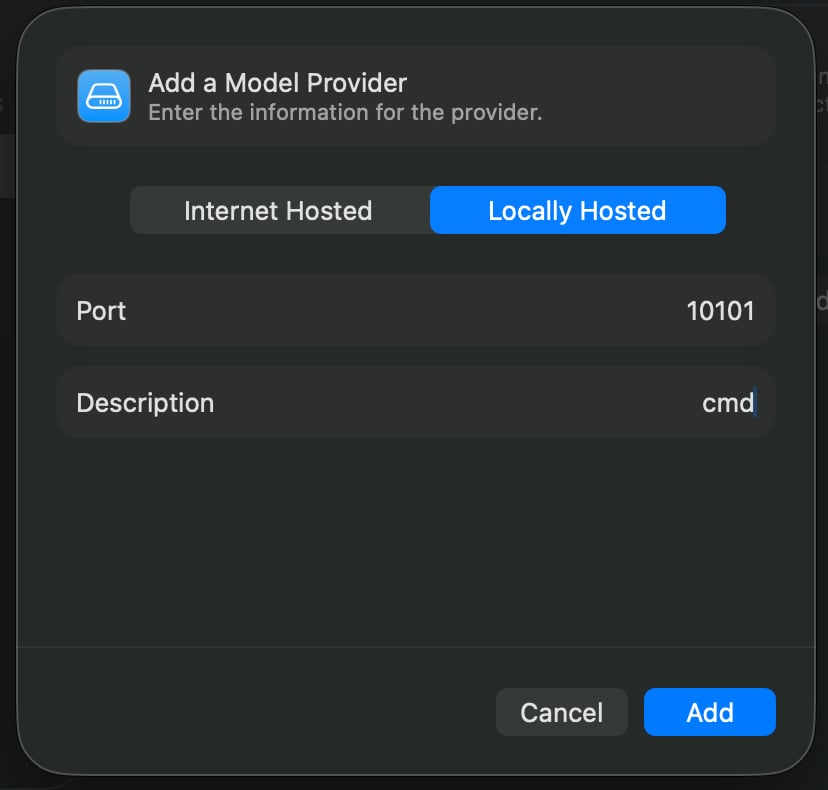 Add a Model Provider
Enter the information for the provider.
Internet Hosted
Locally Hosted
Port
10101
Description
cmd
Cancel
Add